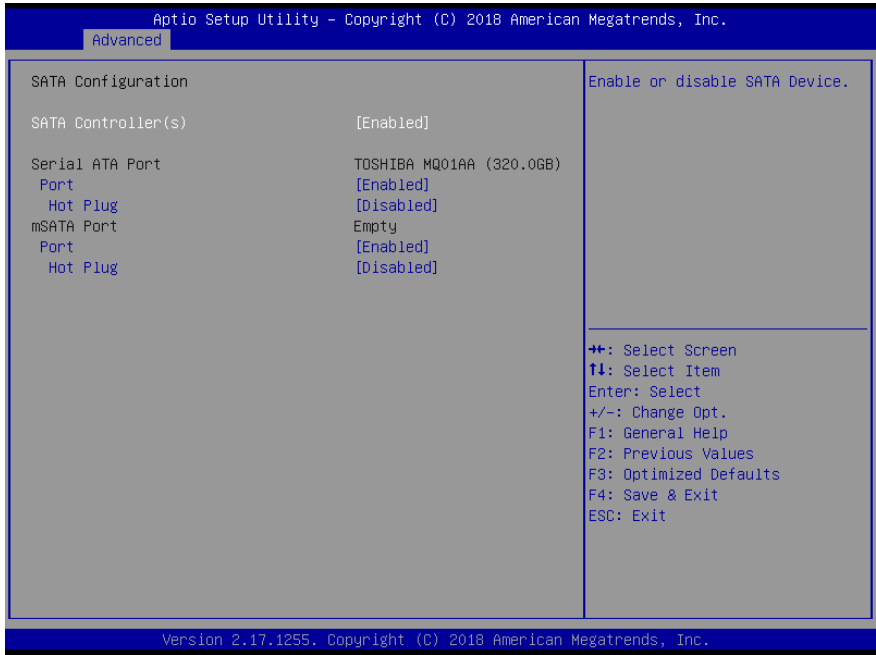 Aptio Setup Utility – Copyright (C) 2018 American Megatrends, Inc.
Advanced
SATA Configuration
SATA Controller(s) [Enabled]
Serial ATA Port TOSHIBA MQ01AA (320.0GB)
Port [Enabled]
Hot Plug [Disabled]
mSATA Port Empty
Port [Enabled]
Hot Plug [Disabled]
Enable or disable SATA Device.
→←: Select Screen
↑↓: Select Item
Enter: Select
+/-: Change Opt.
F1: General Help
F2: Previous Values
F3: Optimized Defaults
F4: Save & Exit
ESC: Exit
Version 2.17.1255. Copyright (C) 2018 American Megatrends, Inc.